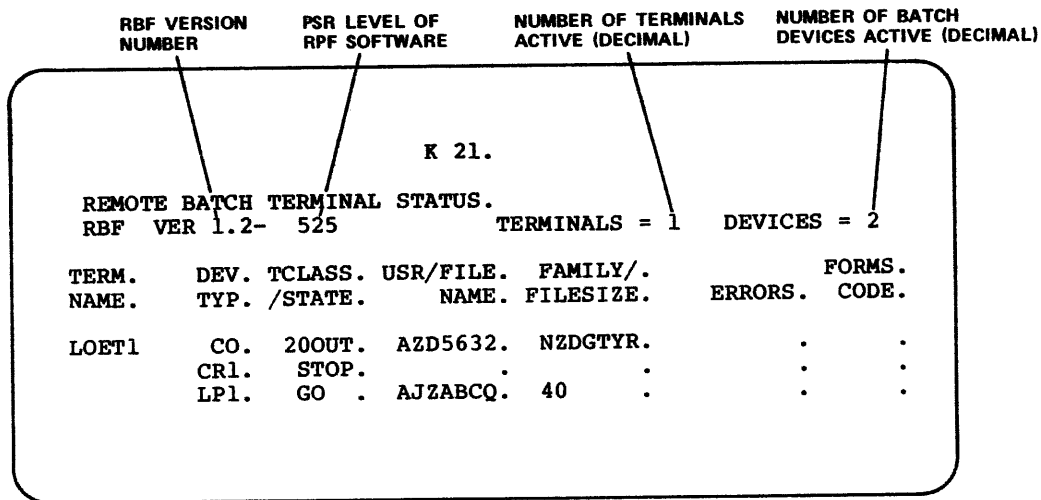 RBF VERSION NUMBER
PSR LEVEL OF RPF SOFTWARE
NUMBER OF TERMINALS ACTIVE (DECIMAL)
NUMBER OF BATCH DEVICES ACTIVE (DECIMAL)
K 21.
REMOTE BATCH TERMINAL STATUS.
RBF VER 1.2- 525 TERMINALS = 1 DEVICES = 2
TERM. DEV. TCLASS. USR/FILE. FAMILY/. FORMS.
NAME. TYP. /STATE. NAME. FILESIZE. ERRORS. CODE.
LOET1 CO. 200UT. AZD5632. NZDGTYR. . .
CR1. STOP. . . . .
LP1. GO . AJZABCQ. 40 . . .